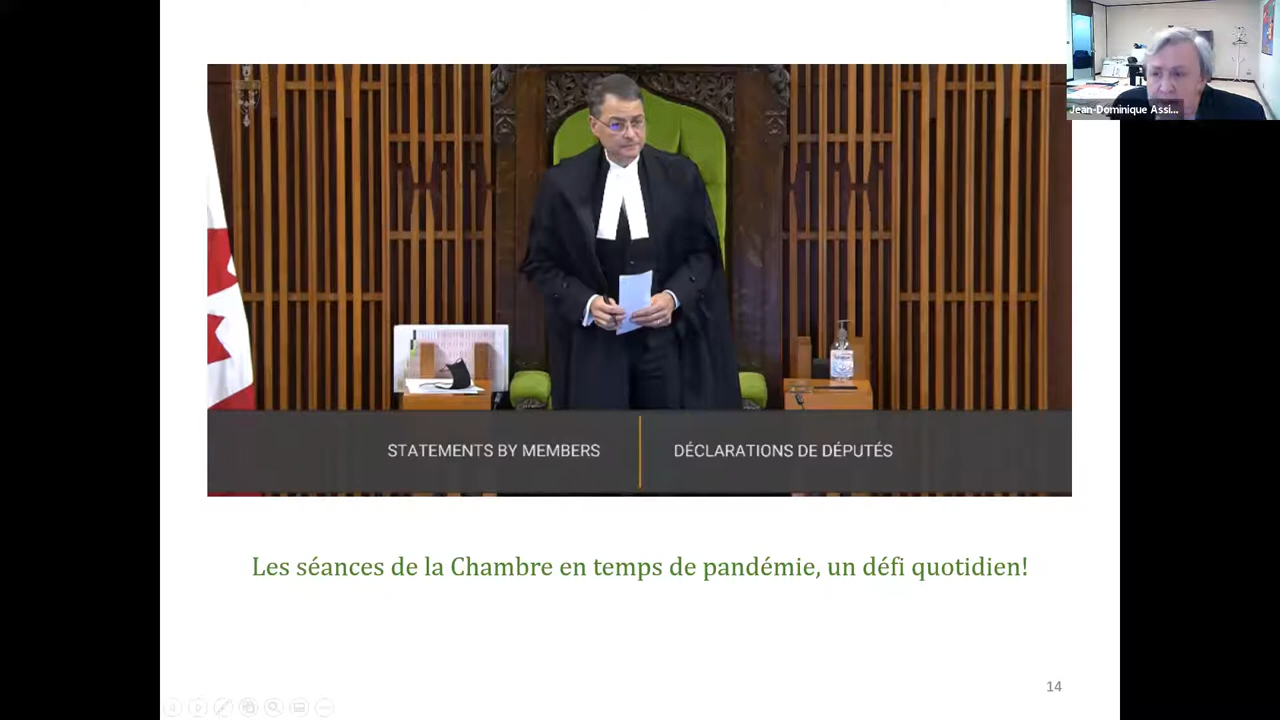 Jean-Dominique Assi...
STATEMENTS BY MEMBERS
DÉCLARATIONS DE DÉPUTÉS
Les séances de la Chambre en temps de pandémie, un défi quotidien!
14